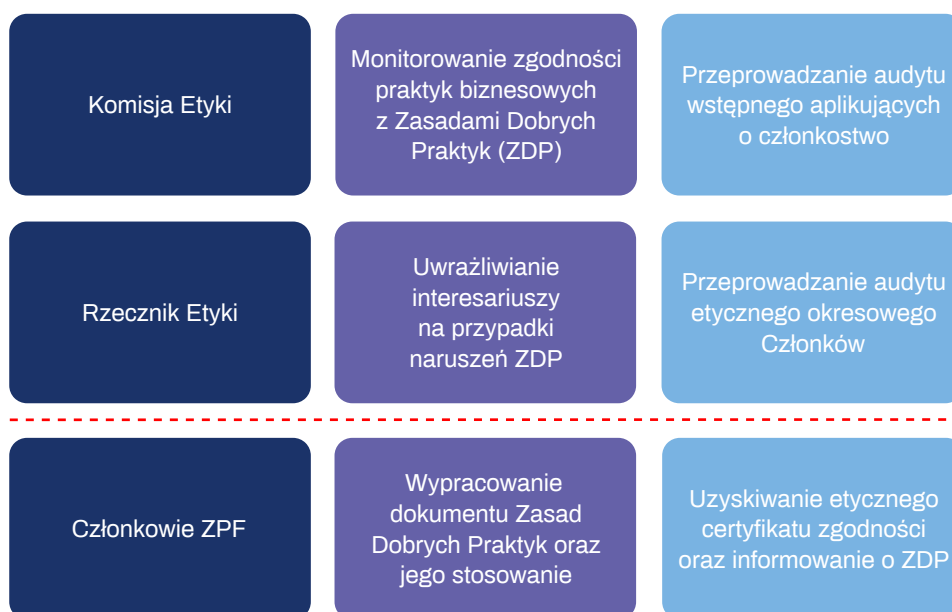 Komisja Etyki
Monitorowanie zgodności
praktyk biznesowych
z Zasadami Dobrych
Praktyk (ZDP)
Przeprowadzanie audytu
wstępnego aplikujących
o członkostwo
Rzecznik Etyki
Uwrażliwianie
interesariuszy
na przypadki
naruszeń ZDP
Przeprowadzanie audytu
etycznego okresowego
Członków
Członkowie ZPF
Wypracowanie
dokumentu Zasad
Dobrych Praktyk oraz
jego stosowanie
Uzyskiwanie etycznego
certyfikatu zgodności
oraz informowanie o ZDP